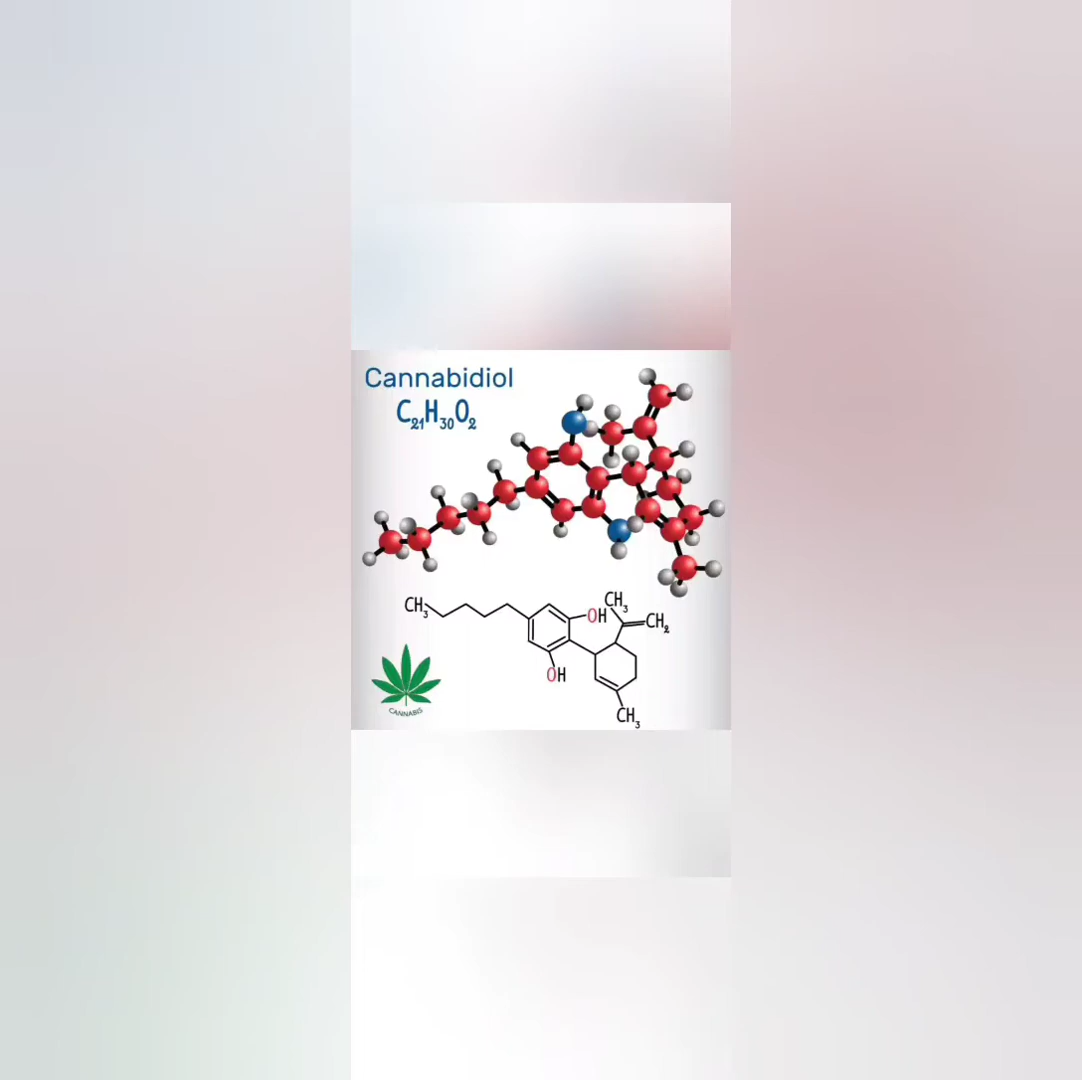 Cannabidiol
C₂₁H₃₀O₂
CH₃
OH
CH₃
CH₂
OH
CH₃
CANNABIS